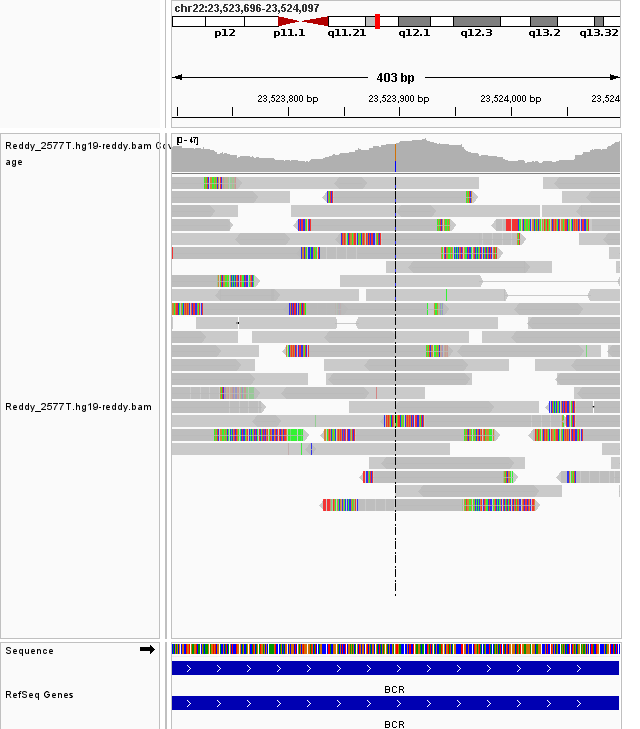 chr22:23,523,696-23,524,097
p12 p11.1 q11.21 q12.1 q12.3 q13.2 q13.32
403 bp
23,523,800 bp 23,523,900 bp 23,524,000 bp 23,524
Reddy_2577T.hg19-reddy.bam Cov
age
[0 - 47]
Reddy_2577T.hg19-reddy.bam
Sequence
RefSeq Genes
BCR
BCR